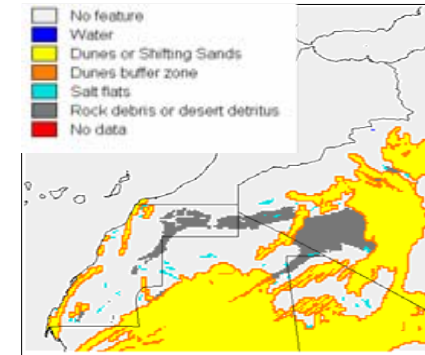 No feature
Water
Dunes or Shifting Sands
Dunes buffer zone
Salt flats
Rock debris or desert detritus
No data